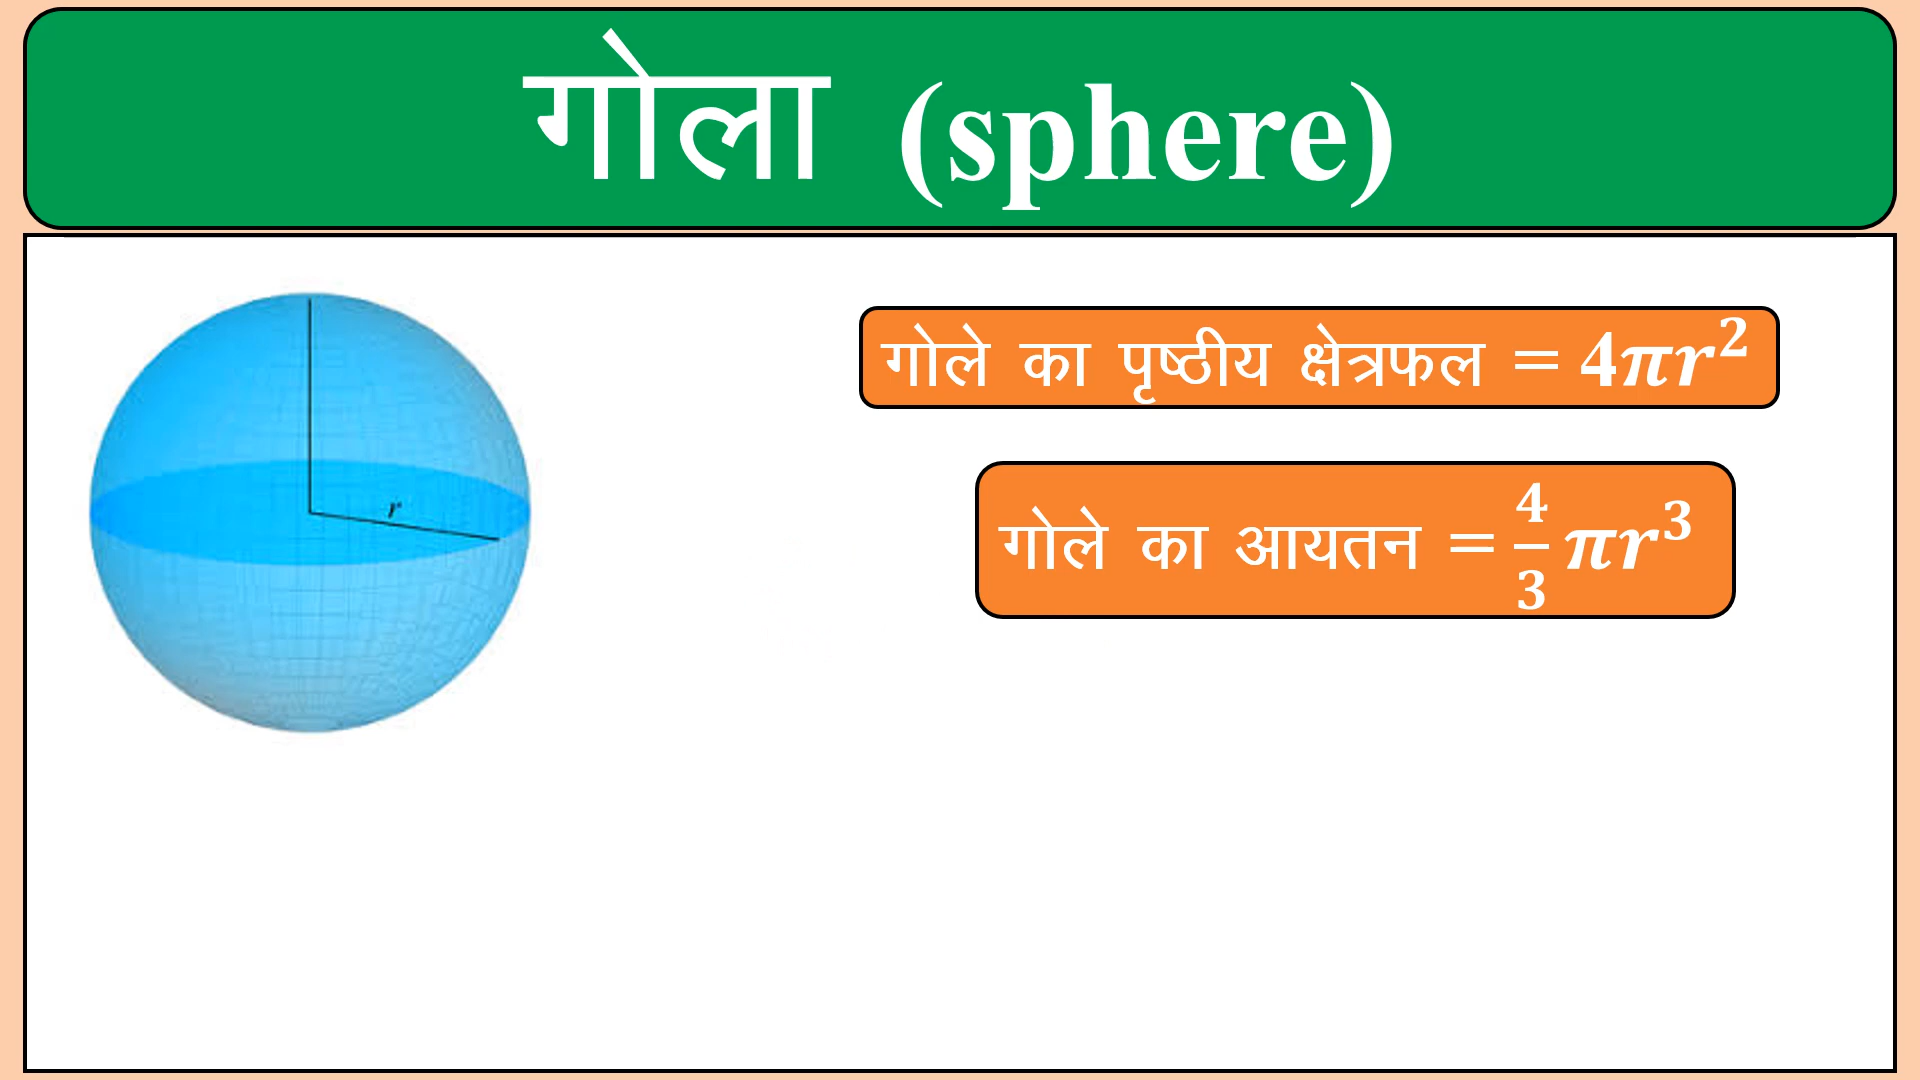 गोला (sphere)
r
गोले का पृष्ठीय क्षेत्रफल = 4πr²
गोले का आयतन = 4/3 πr³